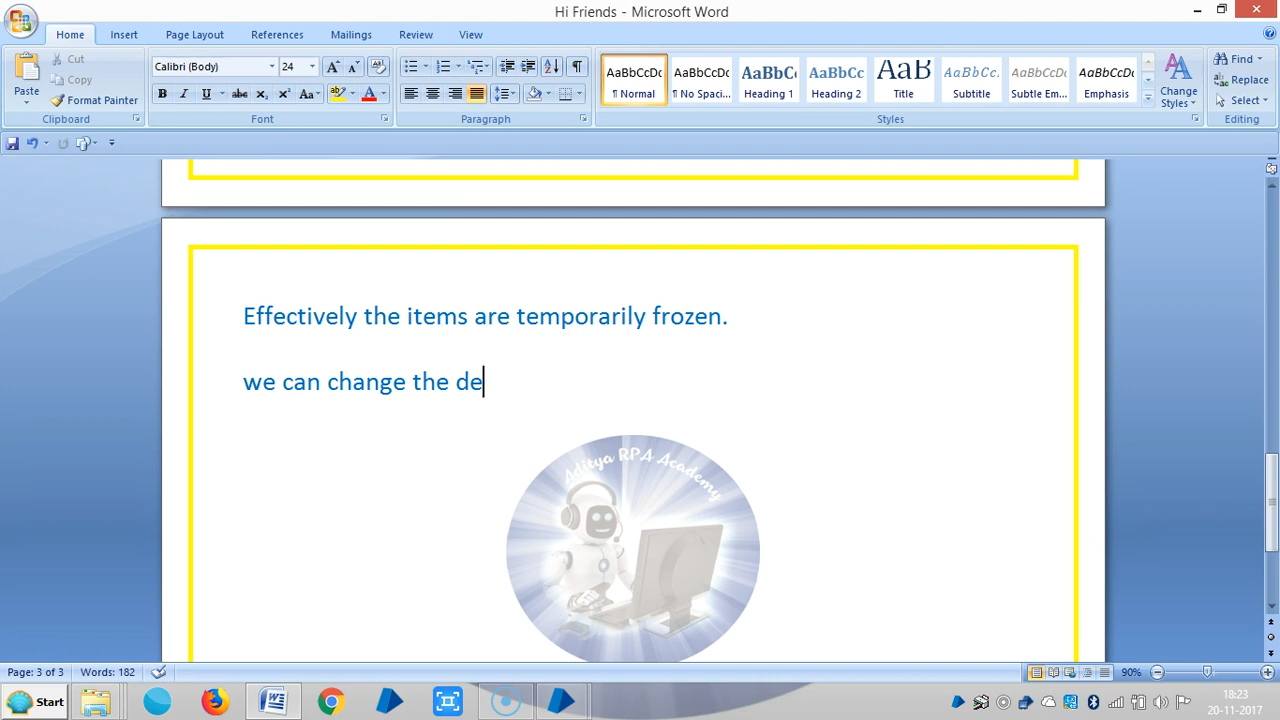 Hi Friends - Microsoft Word
Home Insert Page Layout References Mailings Review View
Cut
Copy
Format Painter
Paste
Clipboard
Calibri (Body) 24
Font
Paragraph
AaBbCcDc AaBbCcDc AaBbCc AaBbCc AaB AaBbCc. AaBbCcDc AaBbCcDc
¶ Normal ¶ No Spaci... Heading 1 Heading 2 Title Subtitle Subtle Em... Emphasis
Change Styles
Styles
Find
Replace
Select
Editing
Effectively the items are temporarily frozen.
we can change the de
Aditya RPA Academy
Page: 3 of 3 Words: 182 90%
Start
18:23
20-11-2017